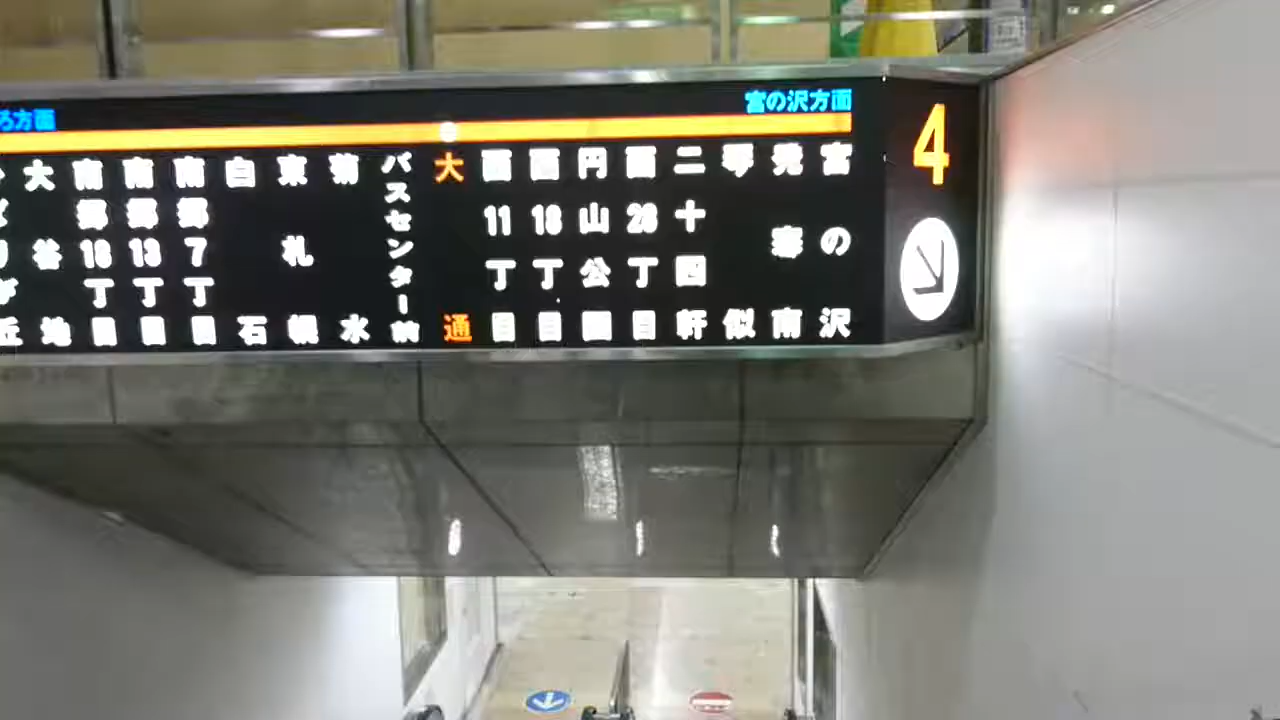 ろ方面
宮の沢方面
4
大谷地
南郷18丁目
南郷13丁目
南郷7丁目
白石
東札幌
菊水
バスセンター前
大通
西11丁目
西18丁目
円山公園
西28丁目
二十四軒
琴似
発寒南
宮の沢